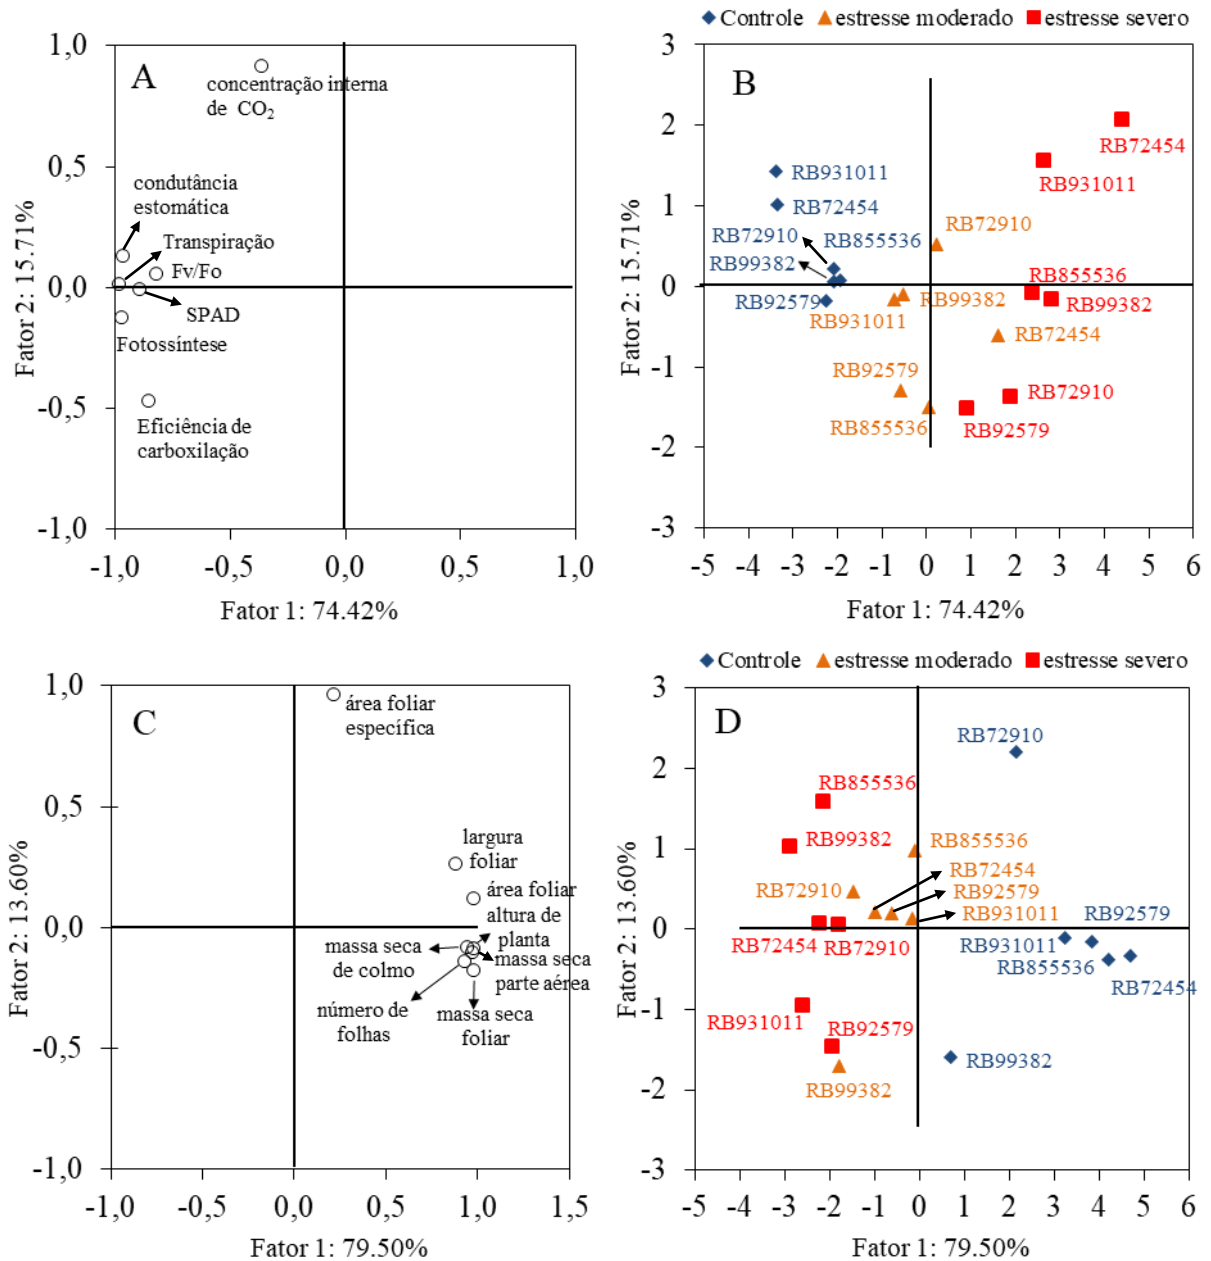 Controle estresse moderado estresse severo
A
1,0
0,5
0,0
-0,5
-1,0
Fator 2: 15.71%
concentração interna
de CO₂
condutância
estomática
Transpiração
Fv/Fo
SPAD
Fotossíntese
Eficiência de
carboxilação
-1,0 -0,5 0,0 0,5 1,0
Fator 1: 74.42%
B
3
2
1
0
-1
-2
-3
Fator 2: 15.71%
RB72454
RB931011
RB931011
RB72454
RB72910
RB72910
RB855536
RB99382
RB855536
RB92579
RB99382
RB99382
RB931011
RB72454
RB92579
RB72910
RB855536
RB92579
-5 -4 -3 -2 -1 0 1 2 3 4 5 6
Fator 1: 74.42%
Controle estresse moderado estresse severo
C
1,0
0,5
0,0
-0,5
-1,0
Fator 2: 13.60%
área foliar
específica
largura
foliar
área foliar
altura de
planta
massa seca
de colmo
massa seca
parte aérea
número de
folhas
massa seca
foliar
-1,0 -0,5 0,0 0,5 1,0 1,5
Fator 1: 79.50%
D
3
2
1
0
-1
-2
-3
Fator 2: 13.60%
RB72910
RB855536
RB99382
RB855536
RB72454
RB72910
RB92579
RB931011
RB92579
RB72454
RB72910
RB931011
RB855536
RB72454
RB931011
RB92579
RB99382
RB99382
-5 -4 -3 -2 -1 0 1 2 3 4 5 6
Fator 1: 79.50%